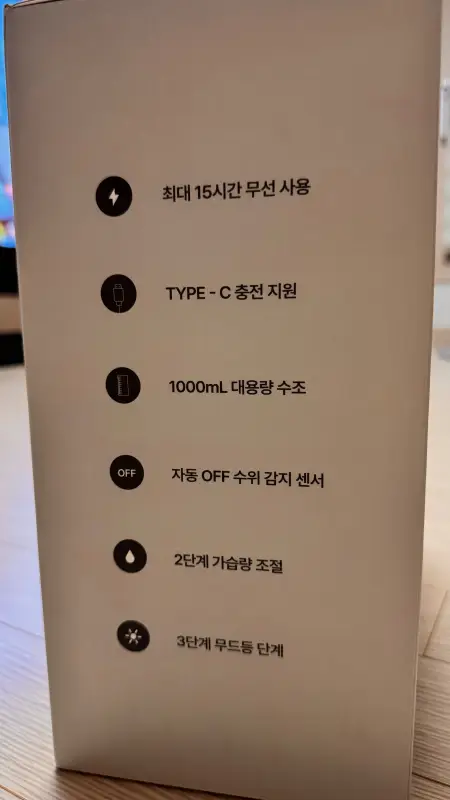 최대 15시간 무선 사용
TYPE - C 충전 지원
1000mL 대용량 수조
OFF 자동 OFF 수위 감지 센서
2단계 가습량 조절
3단계 무드등 단계